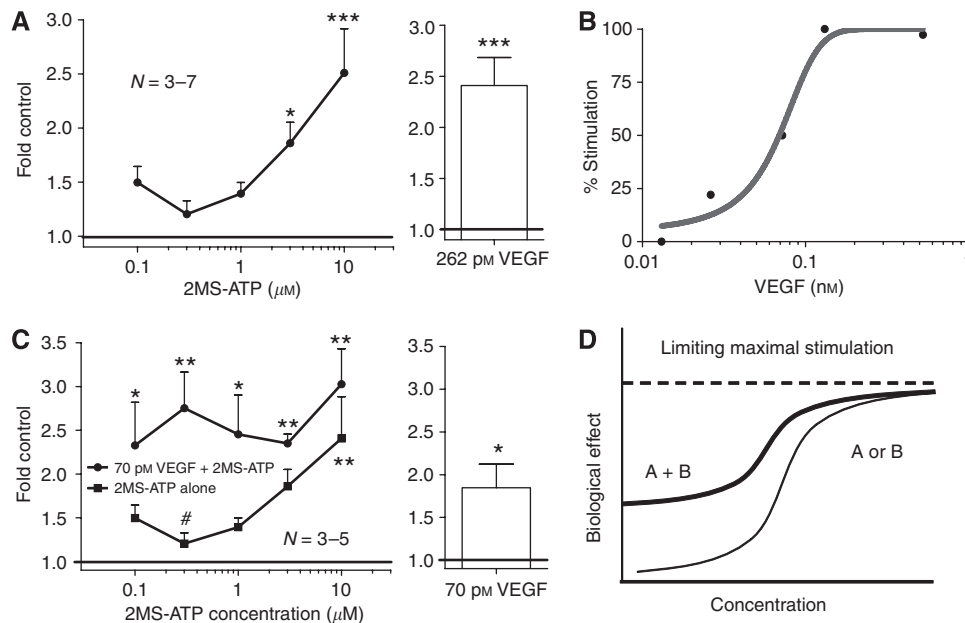 A
3.0
2.5
2.0
1.5
1.0
Fold control
N = 3–7
*
***
0.1
1
10
2MS-ATP (μM)
3.0
2.5
2.0
1.5
1.0
***
262 pM VEGF
B
100
75
50
25
0
% Stimulation
0.01
0.1
1
VEGF (nM)
C
3.5
3.0
2.5
2.0
1.5
1.0
Fold control
*
**
*
**
**
70 pM VEGF + 2MS-ATP
2MS-ATP alone
**
#
N = 3–5
0.1
1
10
2MS-ATP concentration (μM)
3.5
3.0
2.5
2.0
1.5
1.0
*
70 pM VEGF
D
Limiting maximal stimulation
A + B
A or B
Biological effect
Concentration